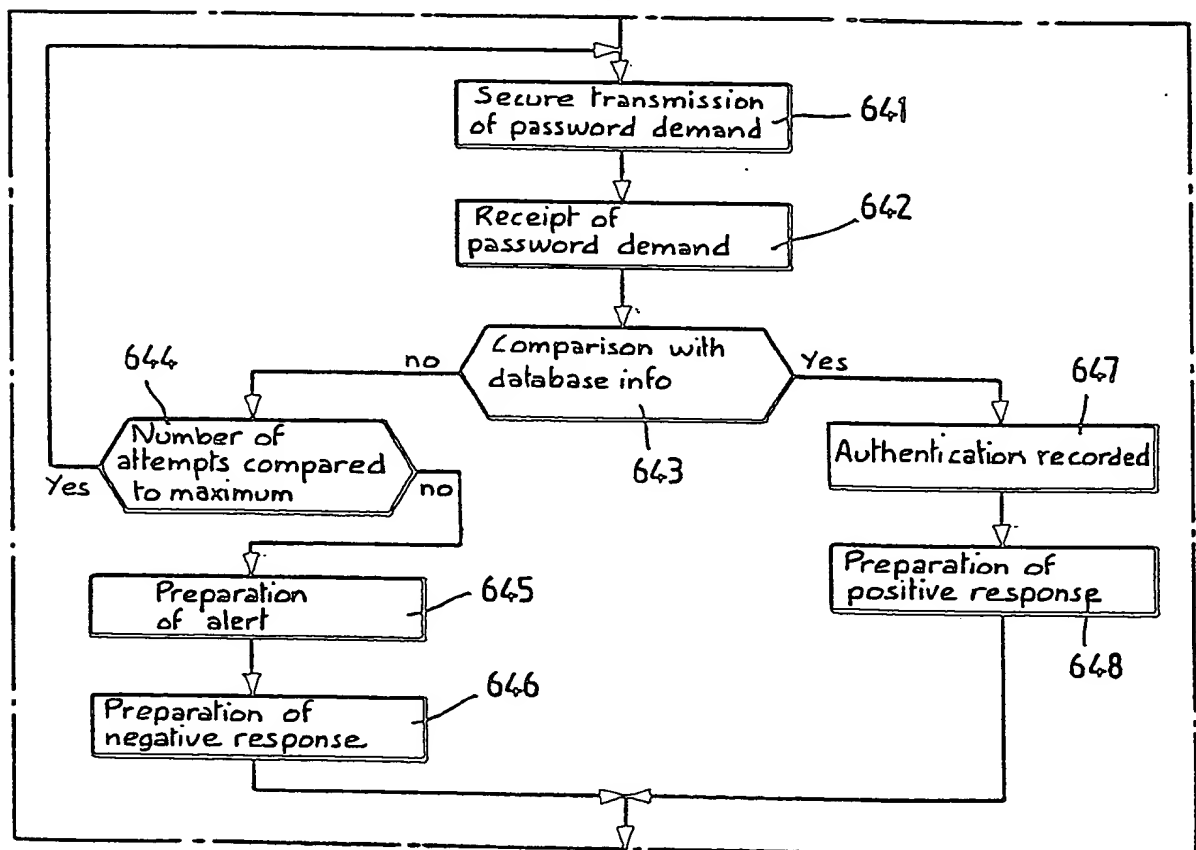 Secure transmission
of password demand
641
Receipt of
password demand
642
Comparison with
database info
643
no
Yes
644
Number of
attempts compared
to maximum
Yes
no
647
Authentication recorded
Preparation
of alert
645
Preparation of
positive response
648
Preparation of
negative response
646